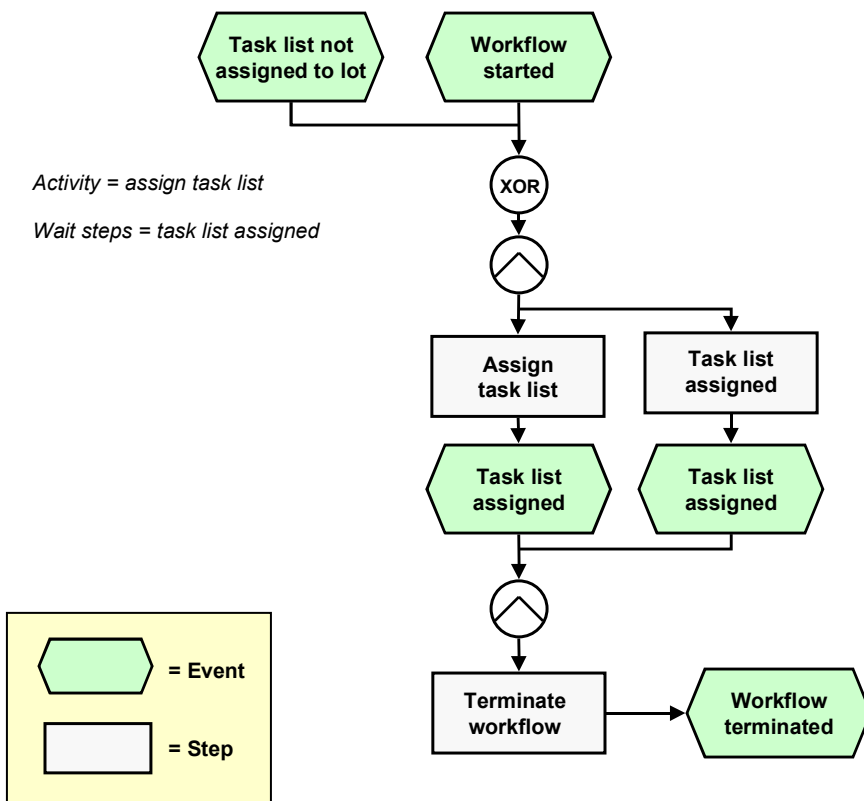 Task list not
assigned to lot
Workflow
started
Activity = assign task list
XOR
Wait steps = task list assigned
Assign
task list
Task list
assigned
Task list
assigned
Task list
assigned
= Event
= Step
Terminate
workflow
Workflow
terminated